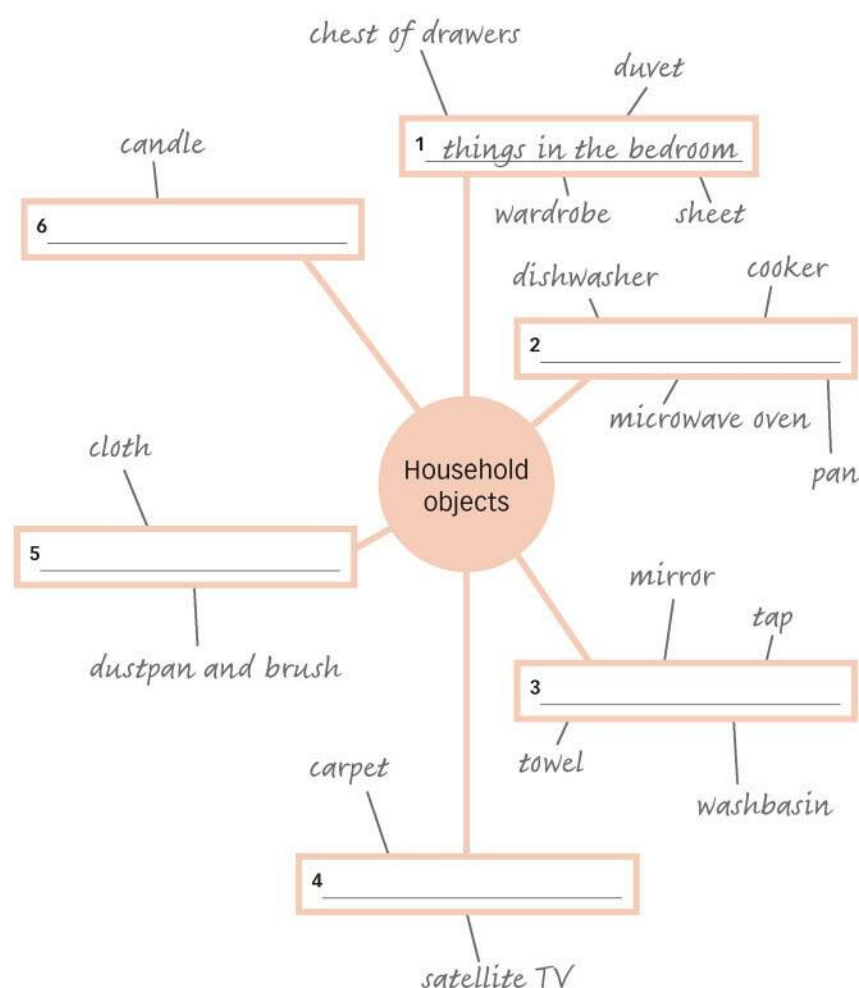 chest of drawers
duvet
candle
1 things in the bedroom
wardrobe
sheet
6
dishwasher
cooker
2
microwave oven
pan
cloth
Household
objects
5
mirror
tap
dustpan and brush
3
towel
washbasin
carpet
4
satellite TV